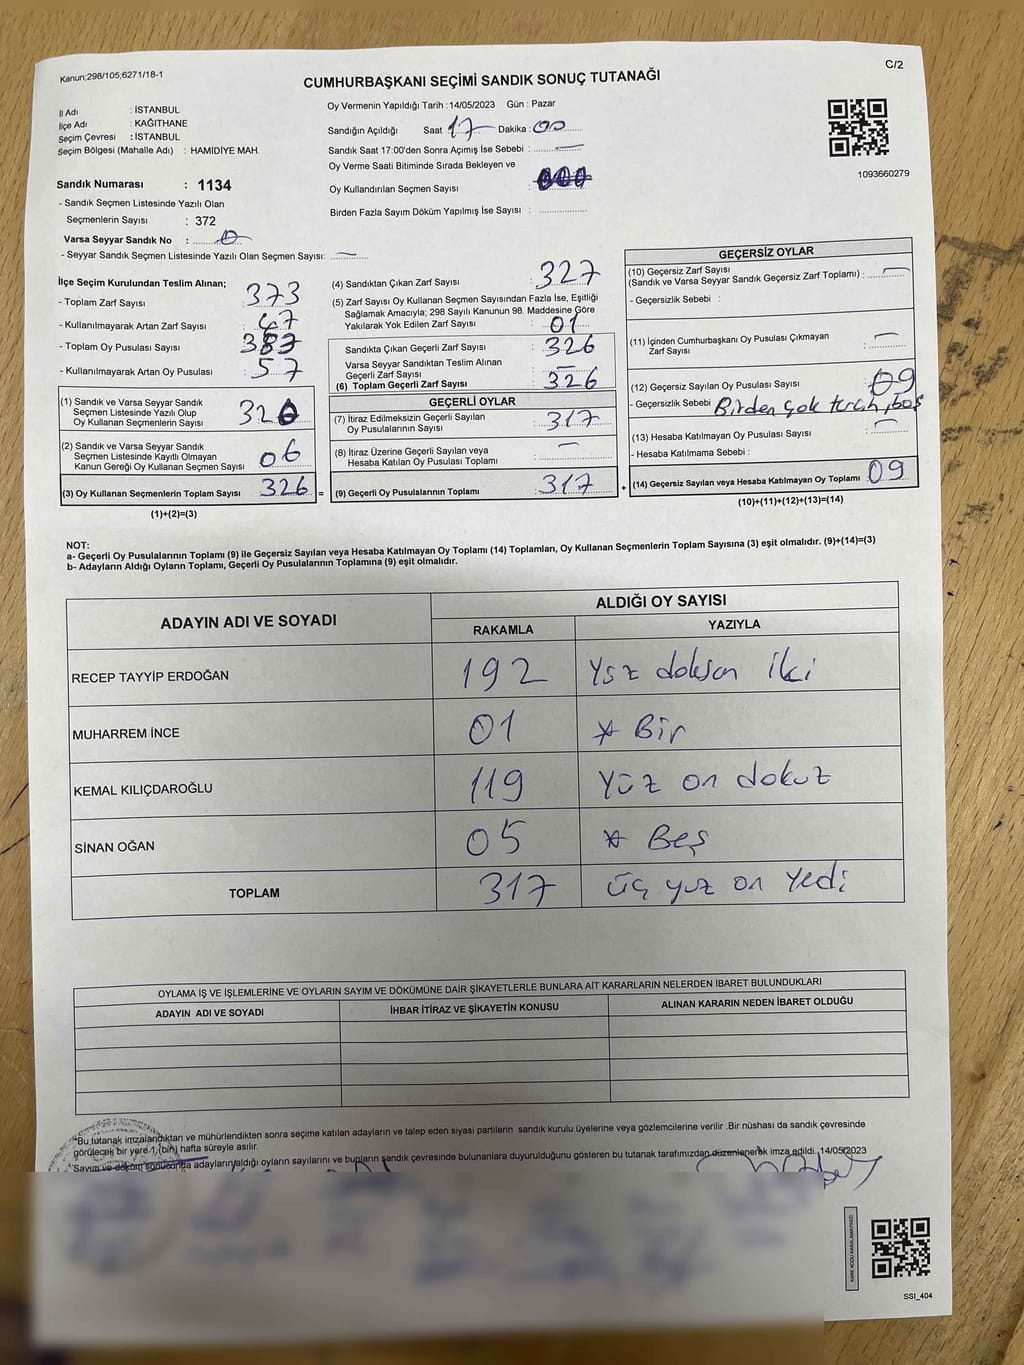 Kanun;298/105;6271/18-1
C/2
CUMHURBAŞKANI SEÇİMİ SANDIK SONUÇ TUTANAĞI
İl Adı : İSTANBUL
İlçe Adı : KAĞITHANE
Seçim Çevresi : İSTANBUL
Seçim Bölgesi (Mahalle Adı) : HAMİDİYE MAH.
Oy Vermenin Yapıldığı Tarih :14/05/2023 Gün : Pazar
Sandığın Açıldığı Saat 17 Dakika : 00
Sandık Saat 17:00'den Sonra Açımış İse Sebebi : —
Oy Verme Saati Bitiminde Sırada Bekleyen ve
Oy Kullandırılan Seçmen Sayısı :
Birden Fazla Sayım Döküm Yapılmış İse Sayısı :
1093660279
Sandık Numarası : 1134
- Sandık Seçmen Listesinde Yazılı Olan
Seçmenlerin Sayısı : 372
Varsa Seyyar Sandık No : 0
- Seyyar Sandık Seçmen Listesinde Yazılı Olan Seçmen Sayısı: —
İlçe Seçim Kurulundan Teslim Alınan;
- Toplam Zarf Sayısı : 373
- Kullanılmayarak Artan Zarf Sayısı : 47
- Toplam Oy Pusulası Sayısı : 383
- Kullanılmayarak Artan Oy Pusulası : 57
(1) Sandık ve Varsa Seyyar Sandık
Seçmen Listesinde Yazılı Olup
Oy Kullanan Seçmenlerin Sayısı 320
(2) Sandık ve Varsa Seyyar Sandık
Seçmen Listesinde Kayıtlı Olmayan
Kanun Gereği Oy Kullanan Seçmen Sayısı 06
(3) Oy Kullanan Seçmenlerin Toplam Sayısı 326 =
(1)+(2)=(3)
(4) Sandıktan Çıkan Zarf Sayısı : 327
(5) Zarf Sayısı Oy Kullanan Seçmen Sayısından Fazla İse, Eşitliği
Sağlamak Amacıyla; 298 Sayılı Kanunun 98. Maddesine Göre
Yakılarak Yok Edilen Zarf Sayısı : 01
Sandıkta Çıkan Geçerli Zarf Sayısı : 326
Varsa Seyyar Sandıktan Teslim Alınan
Geçerli Zarf Sayısı : —
(6) Toplam Geçerli Zarf Sayısı : 326
GEÇERLİ OYLAR
(7) İtiraz Edilmeksizin Geçerli Sayılan
Oy Pusulalarının Sayısı : 317
(8) İtiraz Üzerine Geçerli Sayılan veya
Hesaba Katılan Oy Pusulası Toplamı : —
(9) Geçerli Oy Pusulalarının Toplamı : 317 +
GEÇERSİZ OYLAR
(10) Geçersiz Zarf Sayısı
(Sandık ve Varsa Seyyar Sandık Geçersiz Zarf Toplamı) : —
- Geçersizlik Sebebi :
(11) İçinden Cumhurbaşkanı Oy Pusulası Çıkmayan
Zarf Sayısı : —
(12) Geçersiz Sayılan Oy Pusulası Sayısı : 09
- Geçersizlik Sebebi Birden çok tercih, boş
(13) Hesaba Katılmayan Oy Pusulası Sayısı : —
- Hesaba Katılmama Sebebi :
(14) Geçersiz Sayılan veya Hesaba Katılmayan Oy Toplamı : 09
(10)+(11)+(12)+(13)=(14)
NOT:
a- Geçerli Oy Pusulalarının Toplamı (9) ile Geçersiz Sayılan veya Hesaba Katılmayan Oy Toplamı (14) Toplamları, Oy Kullanan Seçmenlerin Toplam Sayısına (3) eşit olmalıdır. (9)+(14)=(3)
b- Adayların Aldığı Oyların Toplamı, Geçerli Oy Pusulalarının Toplamına (9) eşit olmalıdır.
ADAYIN ADI VE SOYADI
ALDIĞI OY SAYISI
RAKAMLA YAZIYLA
RECEP TAYYİP ERDOĞAN 192 Yüz doksan iki
MUHARREM İNCE 01 * Bir
KEMAL KILIÇDAROĞLU 119 Yüz on dokuz
SİNAN OĞAN 05 * Beş
TOPLAM 317 üç yuz on yedi
OYLAMA İŞ VE İŞLEMLERİNE VE OYLARIN SAYIM VE DÖKÜMÜNE DAİR ŞİKAYETLERLE BUNLARA AİT KARARLARIN NELERDEN İBARET BULUNDUKLARI
ADAYIN ADI VE SOYADI İHBAR İTİRAZ VE ŞİKAYETİN KONUSU ALINAN KARARIN NEDEN İBARET OLDUĞU
*Bu tutanak imzalandıktan ve mühürlendikten sonra seçime katılan adayların ve talep eden siyasi partilerin sandık kurulu üyelerine veya gözlemcilerine verilir .Bir nüshası da sandık çevresinde
görülecek bir yere 1 (bir) hafta süreyle asılır.
Sayım ve döküm sonucunda adayların aldığı oyların sayılarını ve bunların sandık çevresinde bulunanlara duyurulduğunu gösteren bu tutanak tarafımızdan düzenlenerek imza edildi. 14/05/2023
SSI_404